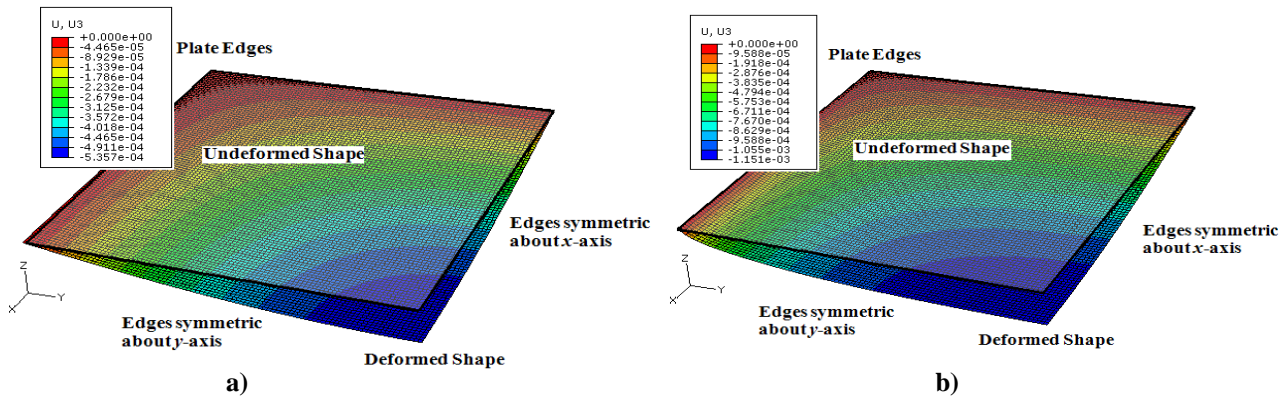 U, U3
+0.000e+00
-4.465e-05
-8.929e-05
-1.339e-04
-1.786e-04
-2.232e-04
-2.679e-04
-3.125e-04
-3.572e-04
-4.018e-04
-4.465e-04
-4.911e-04
-5.357e-04
Plate Edges
Undeformed Shape
Edges symmetric
about x-axis
Z
Y
X
Edges symmetric
about y-axis
Deformed Shape
a)
U, U3
+0.000e+00
-9.588e-05
-1.918e-04
-2.876e-04
-3.835e-04
-4.794e-04
-5.753e-04
-6.711e-04
-7.670e-04
-8.629e-04
-9.588e-04
-1.055e-03
-1.151e-03
Plate Edges
Undeformed Shape
Edges symmetric
about x-axis
Z
Y
X
Edges symmetric
about y-axis
Deformed Shape
b)